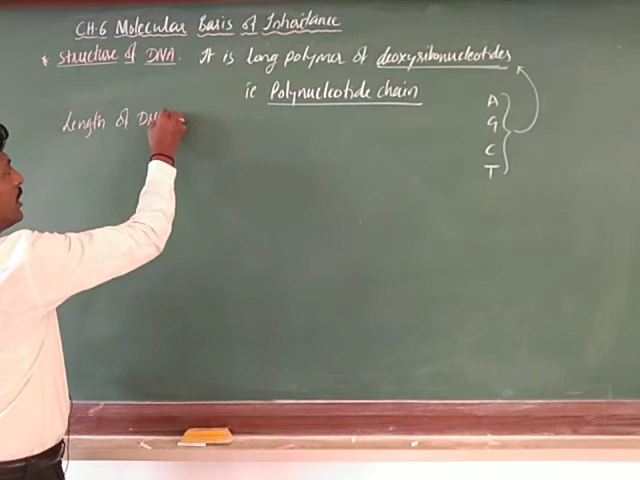 CH·6 Molecular Basis of Inheritance
* Structure of DNA. It is long polymer of deoxyribonucleotides
ie Polynucleotide chain
A
G
C
T
Length of DN